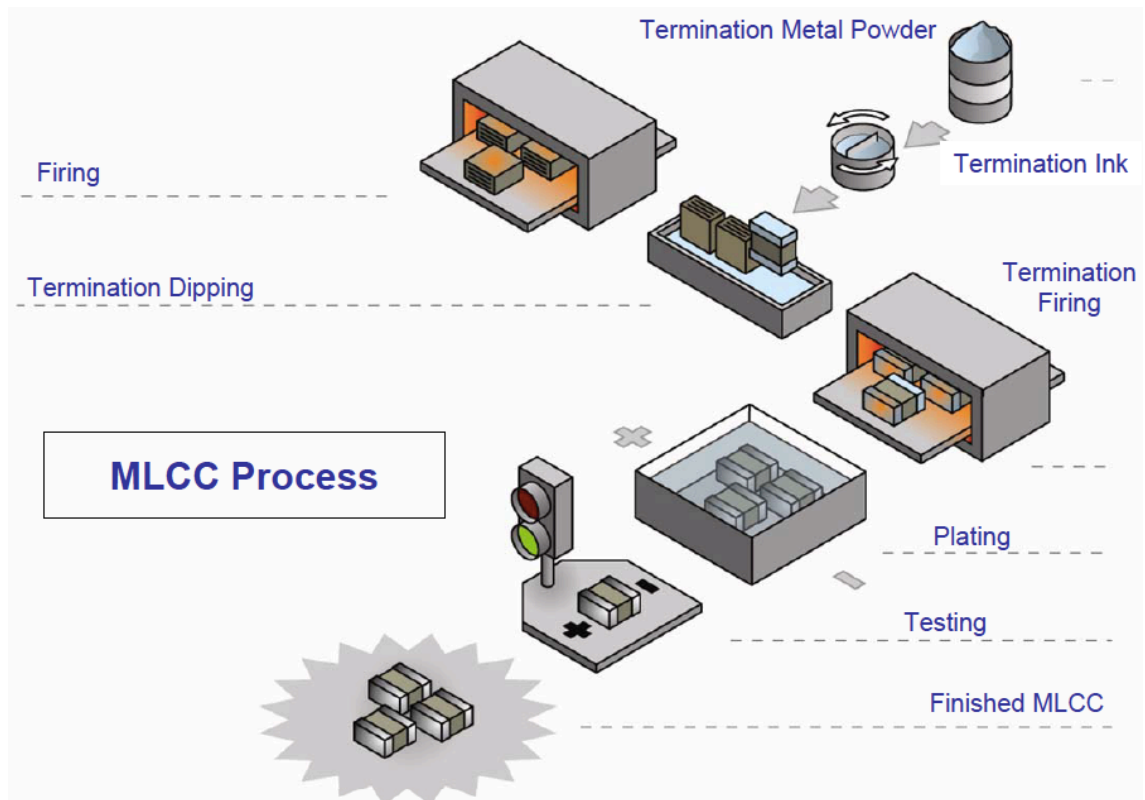 Termination Metal Powder
Termination Ink
Firing
Termination Dipping
Termination
Firing
MLCC Process
Plating
Testing
Finished MLCC